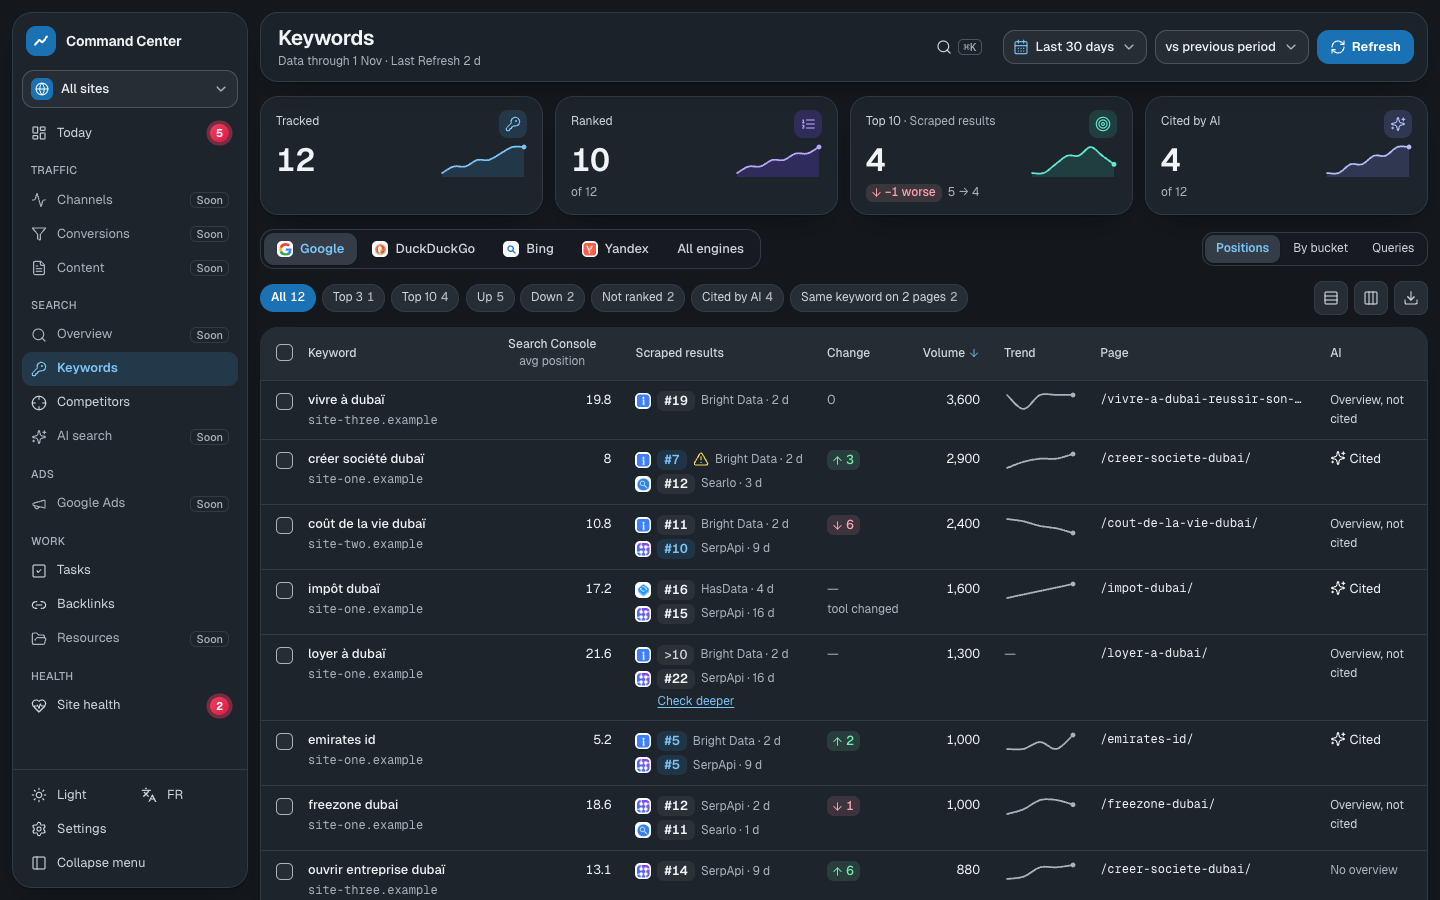 Command Center
All sites
Today 5
TRAFFIC
Channels Soon
Conversions Soon
Content Soon
SEARCH
Overview Soon
Keywords
Competitors
AI search Soon
ADS
Google Ads Soon
WORK
Tasks
Backlinks
Resources Soon
HEALTH
Site health 2
Light FR
Settings
Collapse menu
Keywords
Data through 1 Nov · Last Refresh 2 d
⌘K
Last 30 days
vs previous period
Refresh
Tracked
12
Ranked
10
of 12
Top 10 · Scraped results
4
↓ −1 worse 5 → 4
Cited by AI
4
of 12
Google DuckDuckGo Bing Yandex All engines
Positions By bucket Queries
All 12 Top 3 1 Top 10 4 Up 5 Down 2 Not ranked 2 Cited by AI 4 Same keyword on 2 pages 2
Keyword Search Console avg position Scraped results Change Volume ↓ Trend Page AI
vivre à dubaï 19.8 #19 Bright Data · 2 d 0 3,600 /vivre-a-dubai-reussir-son-… Overview, not cited
site-three.example
créer société dubaï 8 #7 Bright Data · 2 d ↑ 3 2,900 /creer-societe-dubai/ Cited
site-one.example #12 Searlo · 3 d
coût de la vie dubaï 10.8 #11 Bright Data · 2 d ↓ 6 2,400 /cout-de-la-vie-dubai/ Overview, not cited
site-two.example #10 SerpApi · 9 d
impôt dubaï 17.2 #16 HasData · 4 d — 1,600 /impot-dubai/ Cited
site-one.example #15 SerpApi · 16 d tool changed
loyer à dubaï 21.6 >10 Bright Data · 2 d — 1,300 — /loyer-a-dubai/ Overview, not cited
site-one.example #22 SerpApi · 16 d
Check deeper
emirates id 5.2 #5 Bright Data · 2 d ↑ 2 1,000 /emirates-id/ Cited
site-one.example #5 SerpApi · 9 d
freezone dubai 18.6 #12 SerpApi · 2 d ↓ 1 1,000 /freezone-dubai/ Overview, not cited
site-one.example #11 Searlo · 1 d
ouvrir entreprise dubaï 13.1 #14 SerpApi · 9 d ↑ 6 880 /creer-societe-dubai/ No overview
site-three.example